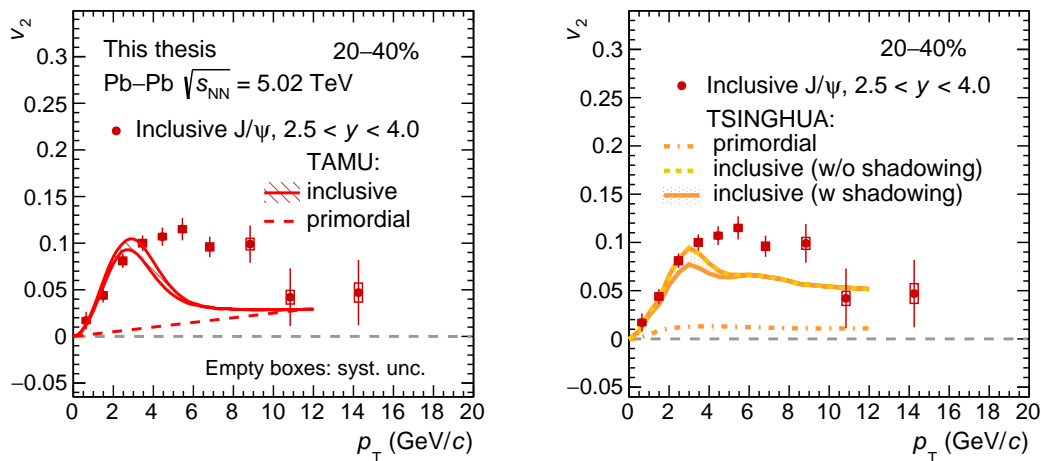 v₂
0.3
0.25
0.2
0.15
0.1
0.05
0
−0.05
This thesis
20–40%
Pb–Pb √sNN = 5.02 TeV
Inclusive J/ψ, 2.5 < y < 4.0
TAMU:
inclusive
primordial
Empty boxes: syst. unc.
0 2 4 6 8 10 12 14 16 18 20
pT (GeV/c)
v₂
0.3
0.25
0.2
0.15
0.1
0.05
0
−0.05
20–40%
Inclusive J/ψ, 2.5 < y < 4.0
TSINGHUA:
primordial
inclusive (w/o shadowing)
inclusive (w shadowing)
0 2 4 6 8 10 12 14 16 18 20
pT (GeV/c)